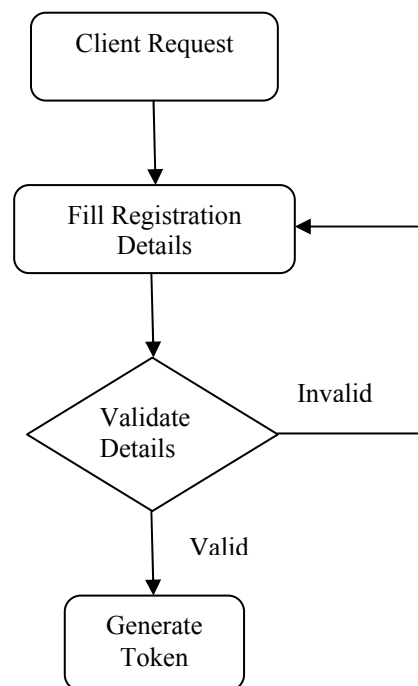 Client Request
Fill Registration
Details
Validate
Details
Invalid
Valid
Generate
Token